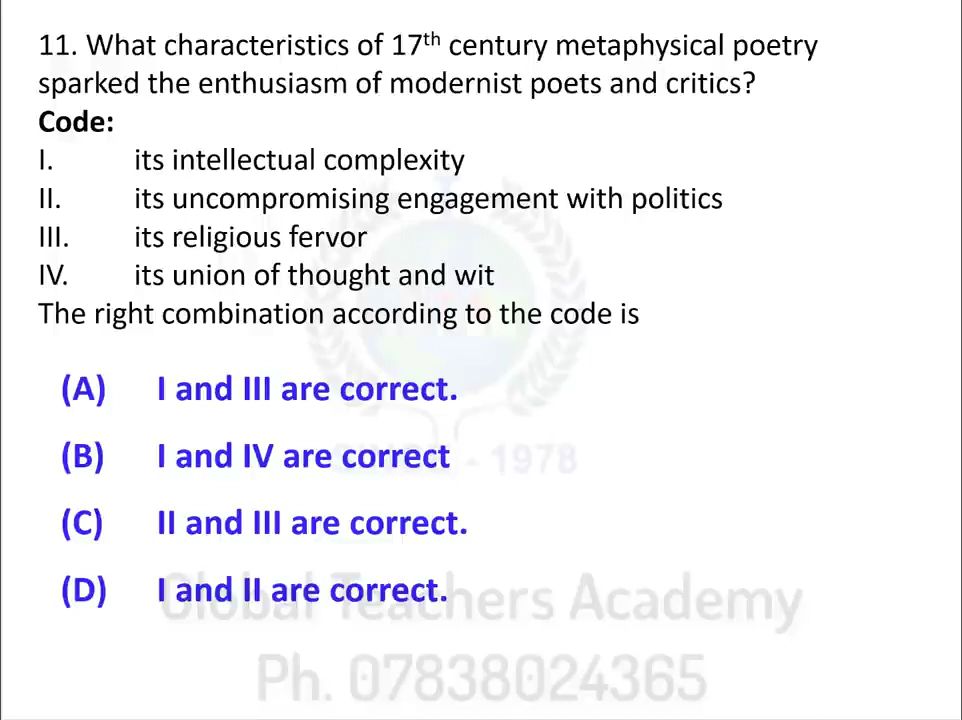 11. What characteristics of 17th century metaphysical poetry
sparked the enthusiasm of modernist poets and critics?
Code:
I. its intellectual complexity
II. its uncompromising engagement with politics
III. its religious fervor
IV. its union of thought and wit
The right combination according to the code is
(A) I and III are correct.
(B) I and IV are correct
- 1978
(C) II and III are correct.
(D) I and II are correct.
Global Teachers Academy
Ph. 07838024365